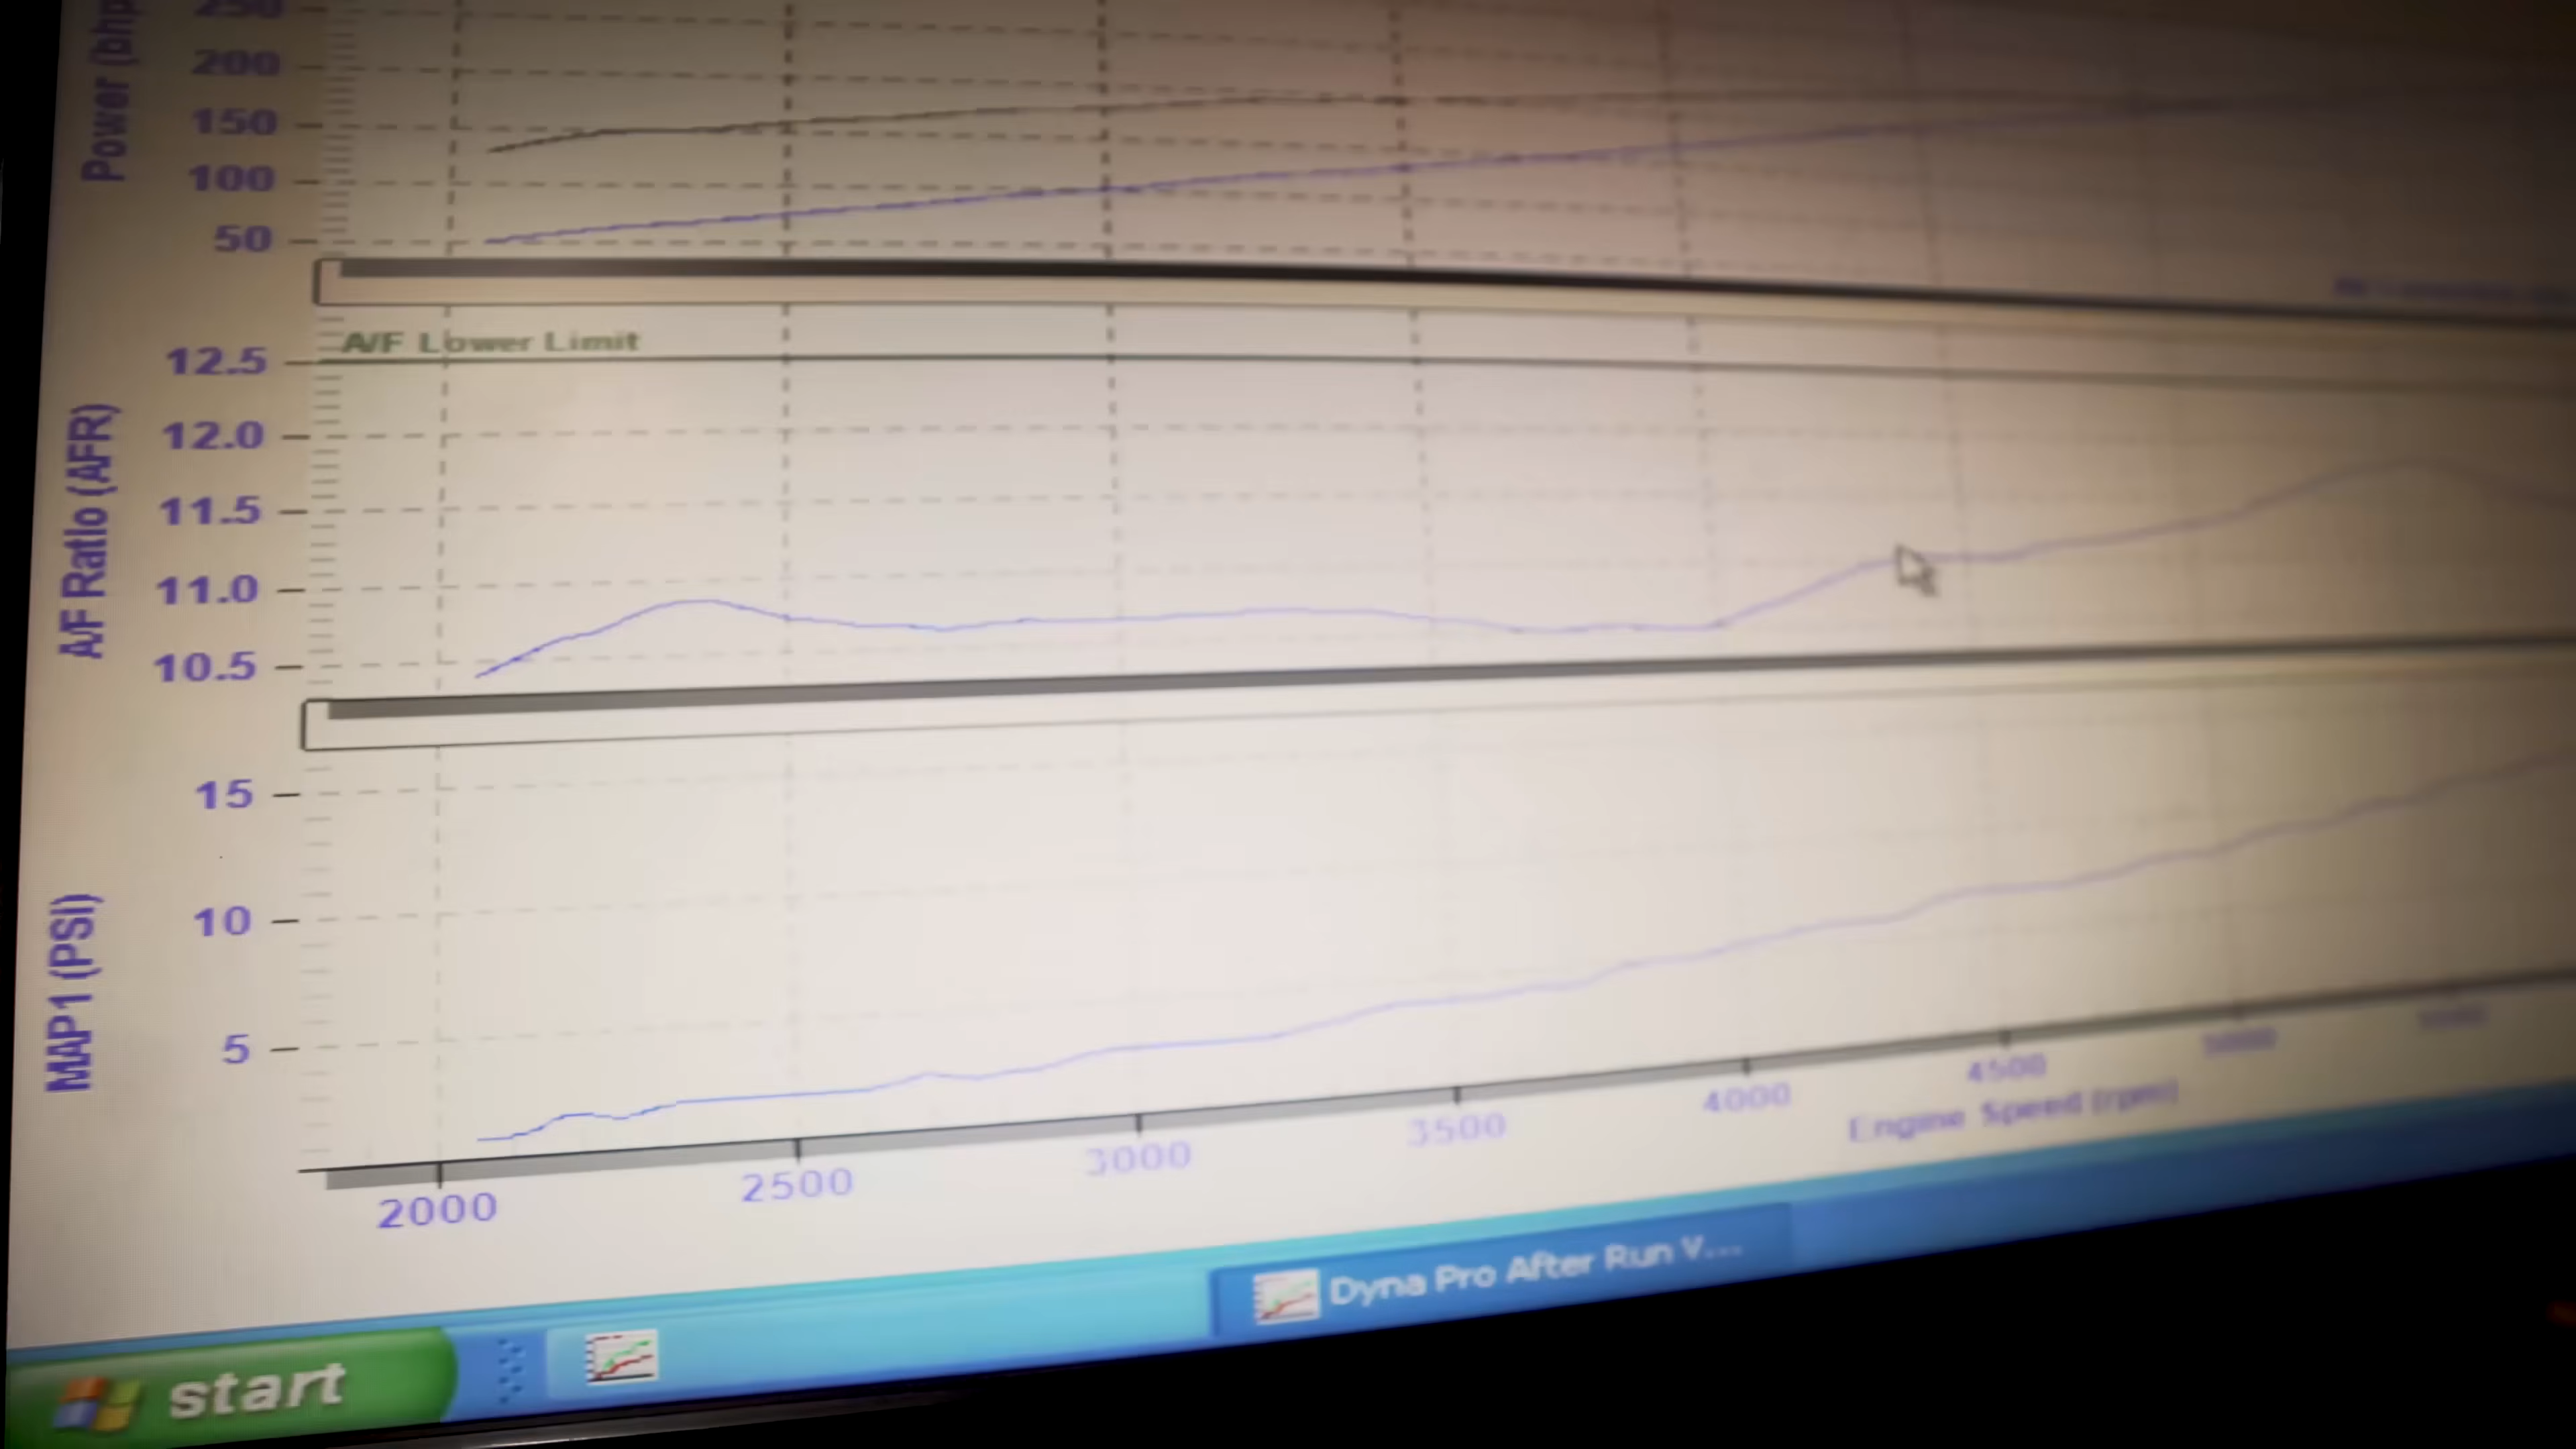 250
Power (bhp
200
150
100
50
A/F Lower Limit
12.5
12.0
A/F Ratio (AFR)
11.5
11.0
10.5
15
10
MAP1 (PSI)
5
2000 2500 3000 3500 4000 4500 5000
Engine Speed (rpm)
Dyna Pro After Run V...
start